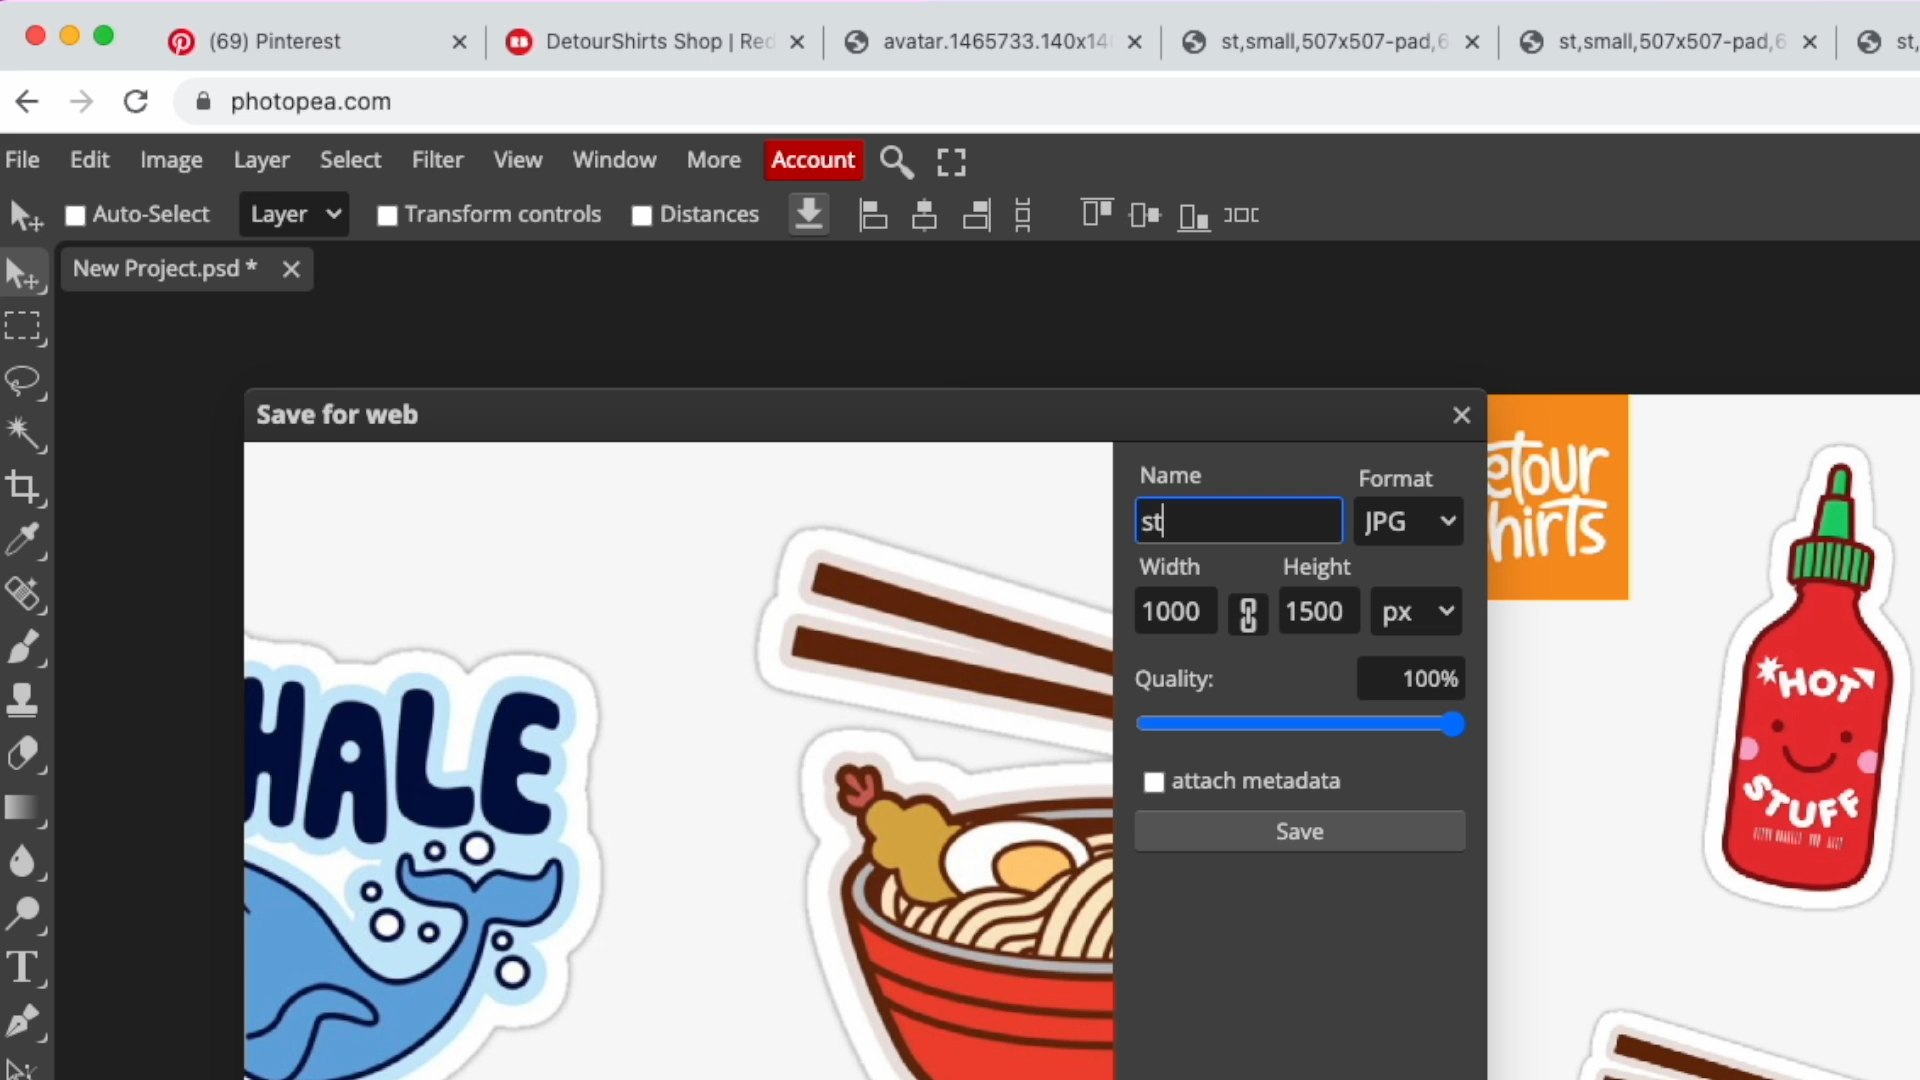 (69) Pinterest
DetourShirts Shop | Red
avatar.1465733.140x140
st,small,507x507-pad,6
st,small,507x507-pad,6
st,
photopea.com
File Edit Image Layer Select Filter View Window More Account
Auto-Select Layer Transform controls Distances
New Project.psd *
Save for web
Name
Format
st
JPG
Width
Height
1000
1500
px
Quality:
100%
attach metadata
Save
HALE
etour
hirts
HOT
STUFF
T